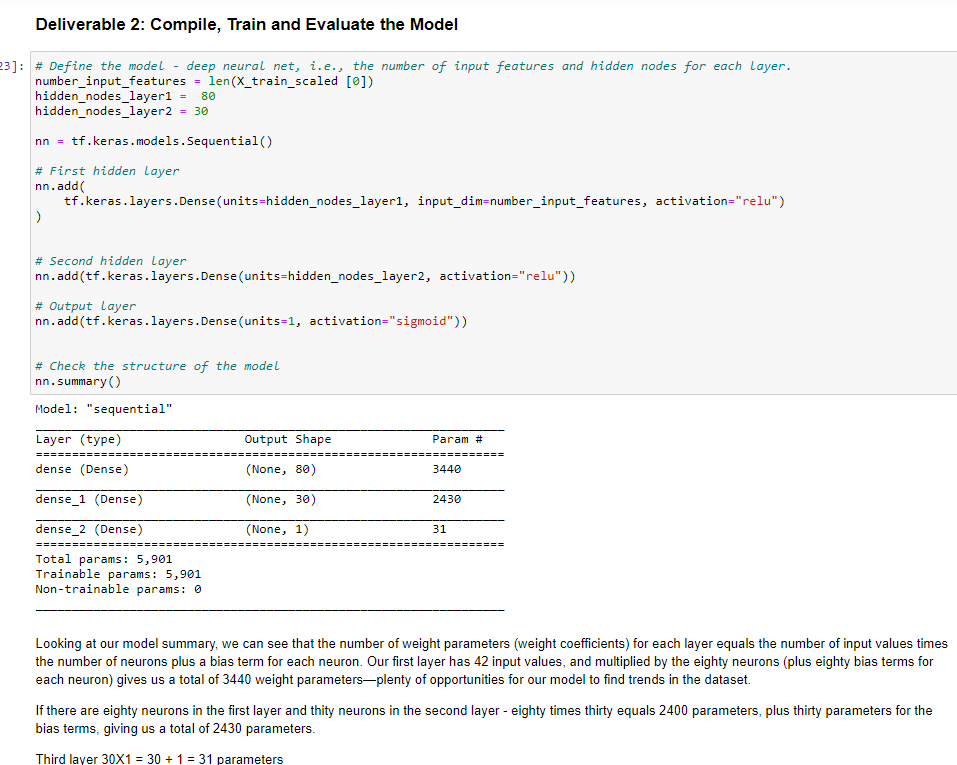 Deliverable 2: Compile, Train and Evaluate the Model
23]: # Define the model - deep neural net, i.e., the number of input features and hidden nodes for each layer.
number_input_features = len(X_train_scaled [0])
hidden_nodes_layer1 =  80
hidden_nodes_layer2 = 30
nn = tf.keras.models.Sequential()
# First hidden layer
nn.add(
    tf.keras.layers.Dense(units=hidden_nodes_layer1, input_dim=number_input_features, activation="relu")
)
# Second hidden layer
nn.add(tf.keras.layers.Dense(units=hidden_nodes_layer2, activation="relu"))
# Output layer
nn.add(tf.keras.layers.Dense(units=1, activation="sigmoid"))
# Check the structure of the model
nn.summary()
Model: "sequential"
Layer (type) Output Shape Param #
dense (Dense) (None, 80) 3440
dense_1 (Dense) (None, 30) 2430
dense_2 (Dense) (None, 1) 31
Total params: 5,901
Trainable params: 5,901
Non-trainable params: 0
Looking at our model summary, we can see that the number of weight parameters (weight coefficients) for each layer equals the number of input values times
the number of neurons plus a bias term for each neuron. Our first layer has 42 input values, and multiplied by the eighty neurons (plus eighty bias terms for
each neuron) gives us a total of 3440 weight parameters—plenty of opportunities for our model to find trends in the dataset.
If there are eighty neurons in the first layer and thity neurons in the second layer - eighty times thirty equals 2400 parameters, plus thirty parameters for the
bias terms, giving us a total of 2430 parameters.
Third layer 30X1 = 30 + 1 = 31 parameters